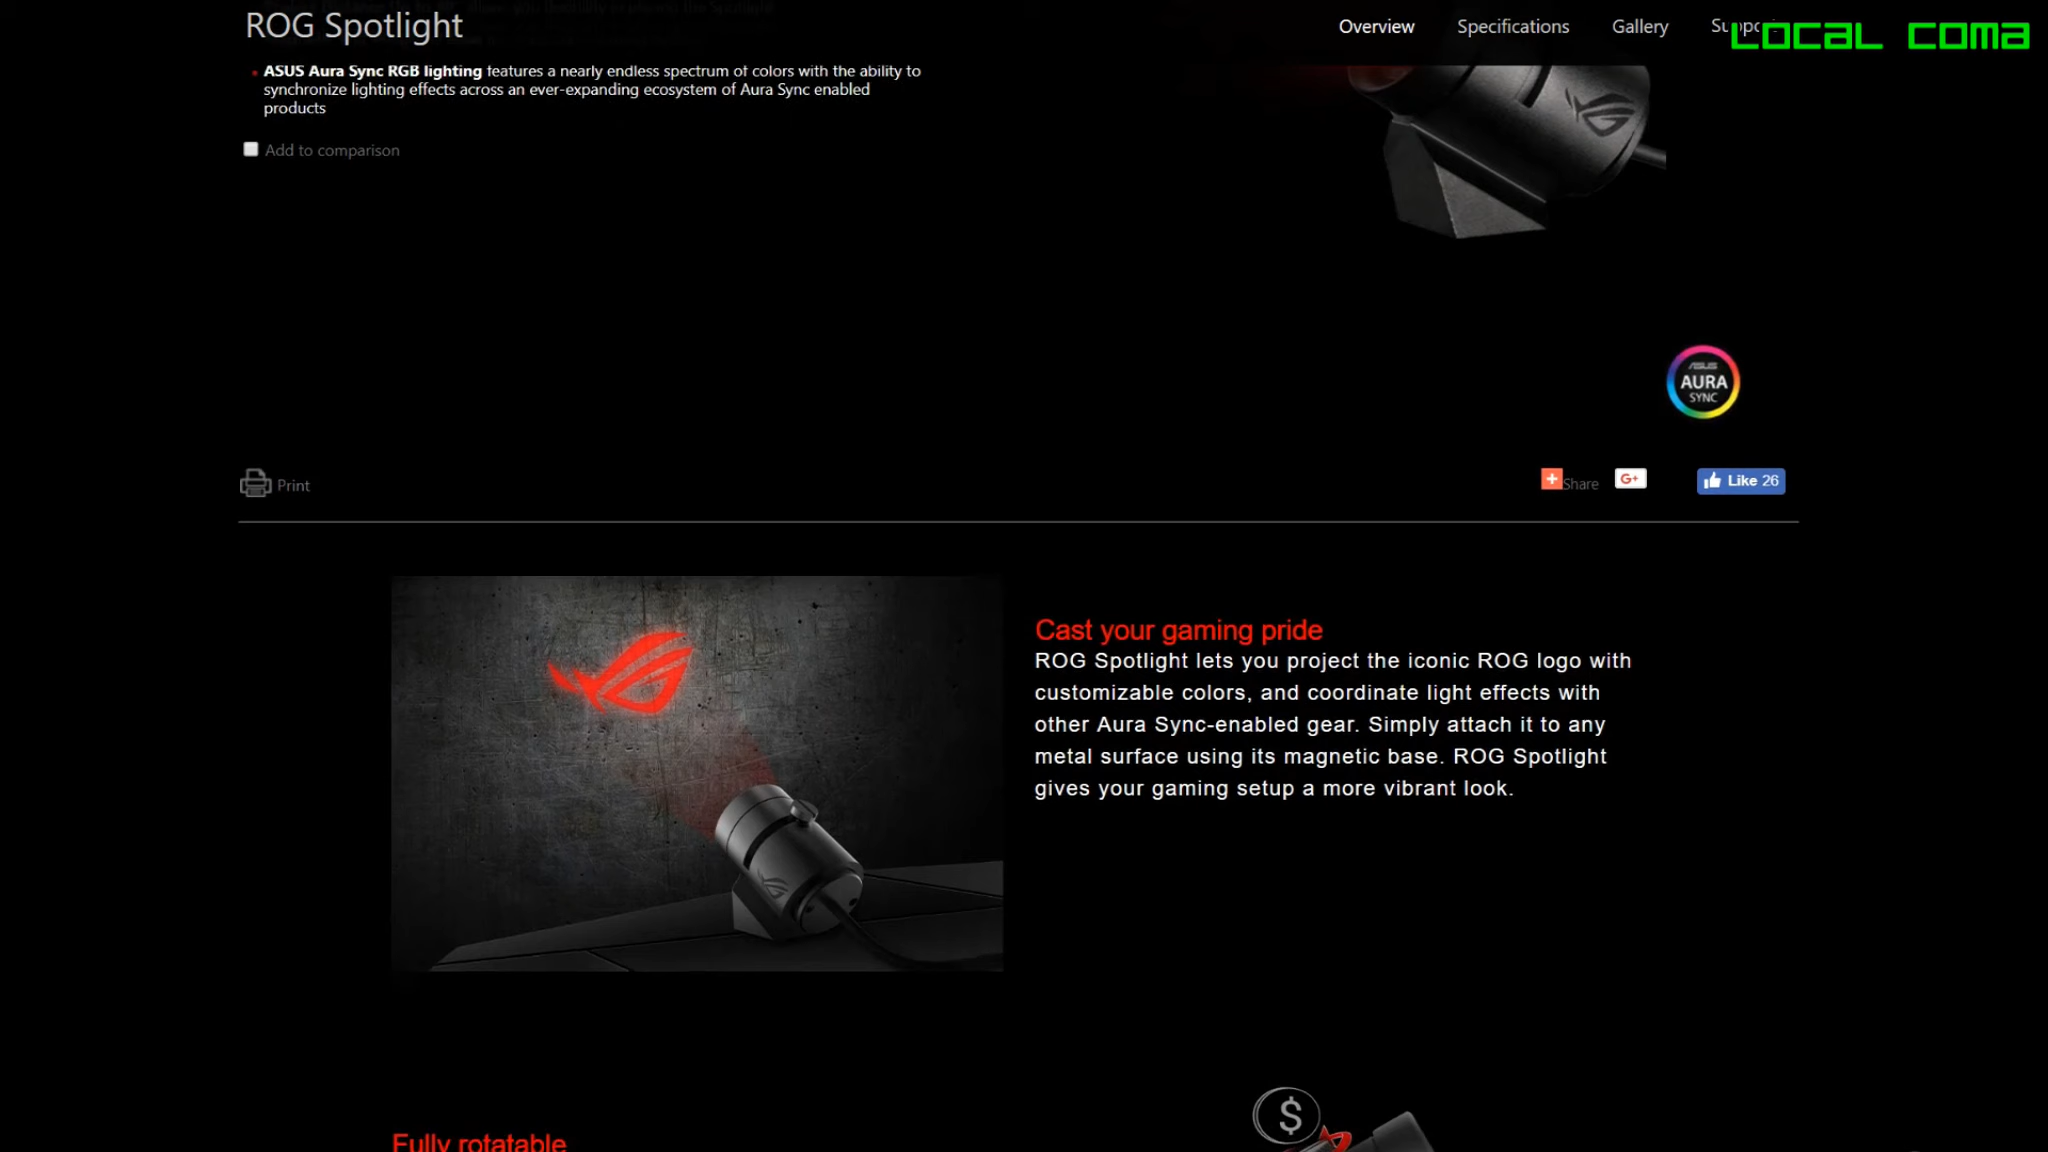 ROG Spotlight
Overview Specifications Gallery
LOCAL COMA
ASUS Aura Sync RGB lighting features a nearly endless spectrum of colors with the ability to
synchronize lighting effects across an ever-expanding ecosystem of Aura Sync enabled
products
Add to comparison
ASUS
AURA
SYNC
Print
Share
G+
Like 26
Cast your gaming pride
ROG Spotlight lets you project the iconic ROG logo with
customizable colors, and coordinate light effects with
other Aura Sync-enabled gear. Simply attach it to any
metal surface using its magnetic base. ROG Spotlight
gives your gaming setup a more vibrant look.
$
Fully rotatable